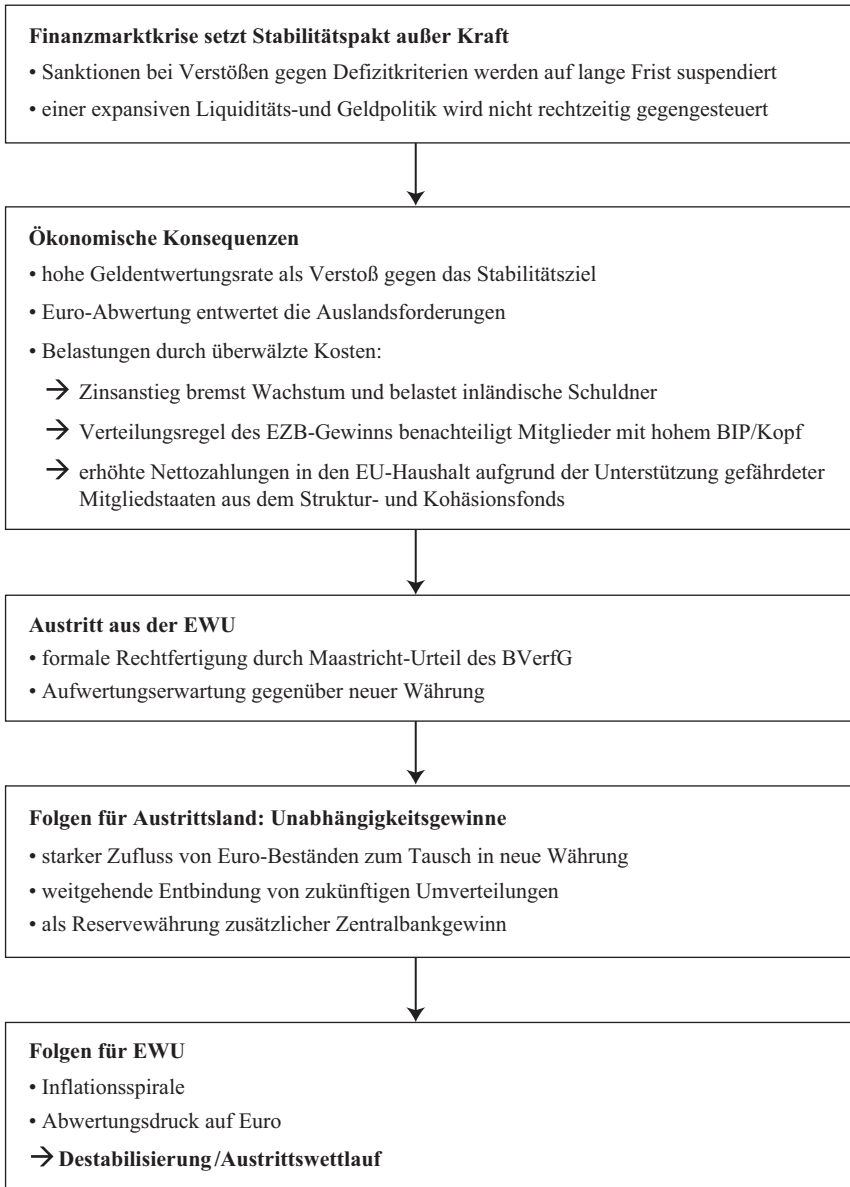 Finanzmarktkrise setzt Stabilitätspakt außer Kraft
• Sanktionen bei Verstößen gegen Defizitkriterien werden auf lange Frist suspendiert
• einer expansiven Liquiditäts-und Geldpolitik wird nicht rechtzeitig gegengesteuert
Ökonomische Konsequenzen
• hohe Geldentwertungsrate als Verstoß gegen das Stabilitätsziel
• Euro-Abwertung entwertet die Auslandsforderungen
• Belastungen durch überwälzte Kosten:
→ Zinsanstieg bremst Wachstum und belastet inländische Schuldner
→ Verteilungsregel des EZB-Gewinns benachteiligt Mitglieder mit hohem BIP/Kopf
→ erhöhte Nettozahlungen in den EU-Haushalt aufgrund der Unterstützung gefährdeter
Mitgliedstaaten aus dem Struktur- und Kohäsionsfonds
Austritt aus der EWU
• formale Rechtfertigung durch Maastricht-Urteil des BVerfG
• Aufwertungserwartung gegenüber neuer Währung
Folgen für Austrittsland: Unabhängigkeitsgewinne
• starker Zufluss von Euro-Beständen zum Tausch in neue Währung
• weitgehende Entbindung von zukünftigen Umverteilungen
• als Reservewährung zusätzlicher Zentralbankgewinn
Folgen für EWU
• Inflationsspirale
• Abwertungsdruck auf Euro
→ Destabilisierung/Austrittswettlauf